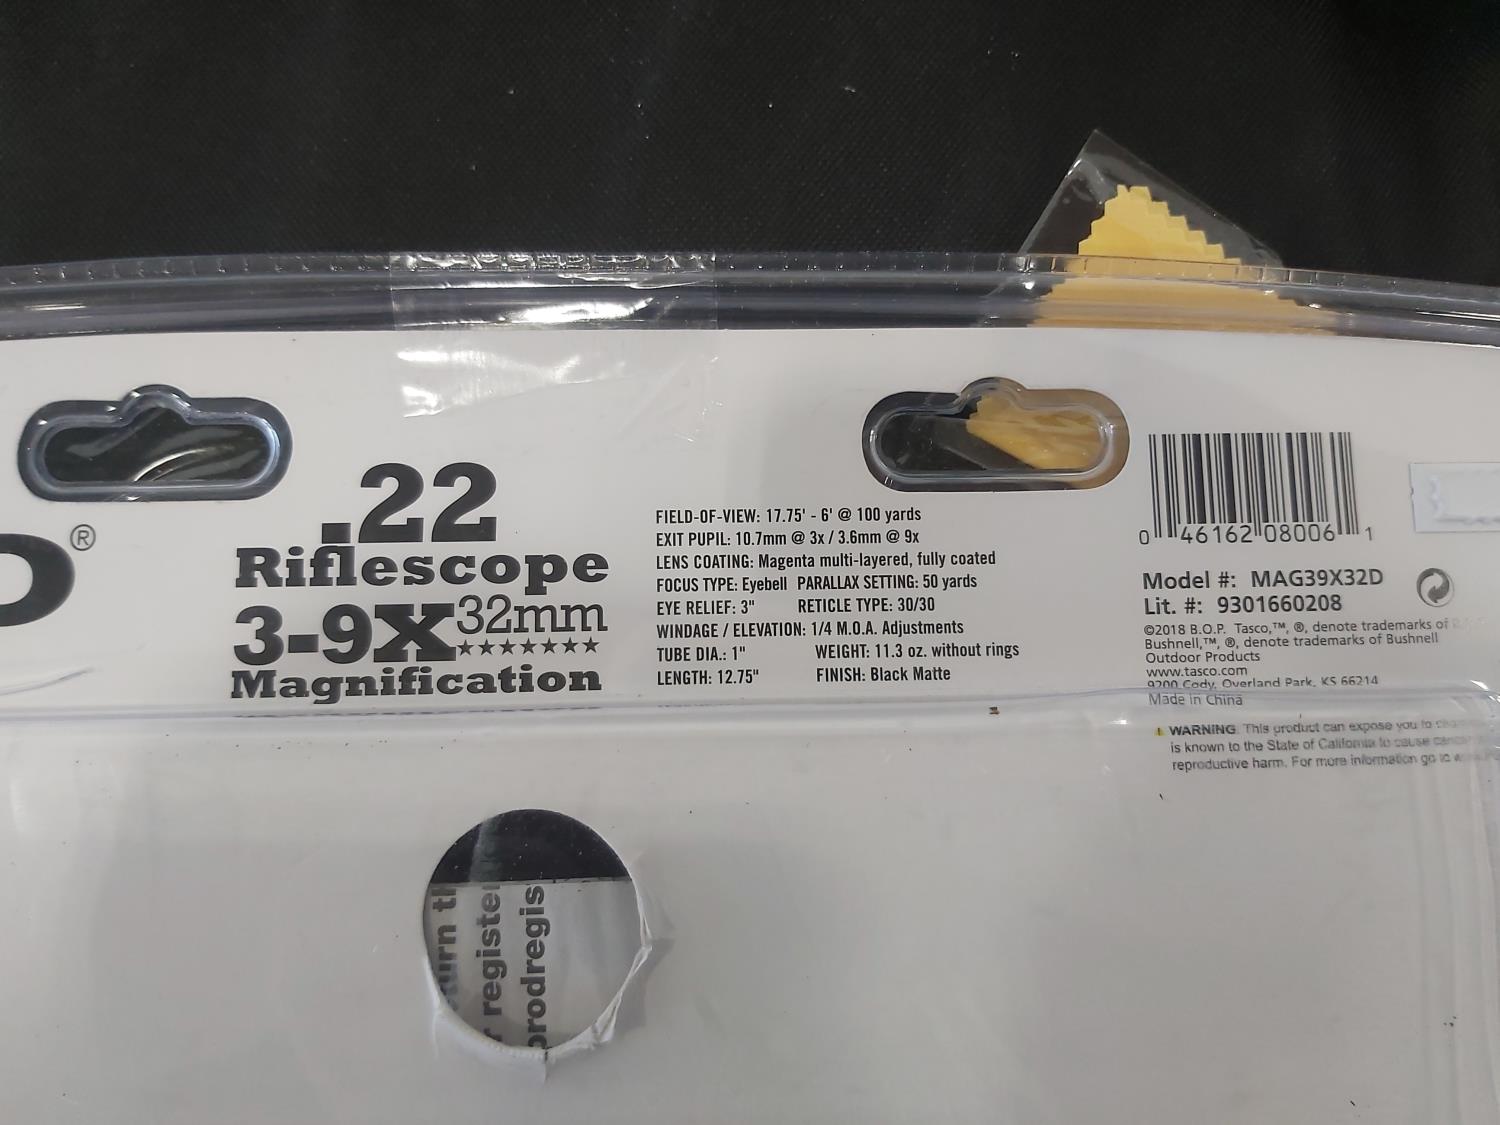 ®
.22
Riflescope
3-9X32mm
★★★★★★★
Magnification
FIELD-OF-VIEW: 17.75' - 6' @ 100 yards
EXIT PUPIL: 10.7mm @ 3x / 3.6mm @ 9x
LENS COATING: Magenta multi-layered, fully coated
FOCUS TYPE: Eyebell PARALLAX SETTING: 50 yards
EYE RELIEF: 3" RETICLE TYPE: 30/30
WINDAGE / ELEVATION: 1/4 M.O.A. Adjustments
TUBE DIA.: 1" WEIGHT: 11.3 oz. without rings
LENGTH: 12.75" FINISH: Black Matte
0 46162 08006 1
Model #: MAG39X32D
Lit. #: 9301660208
©2018 B.O.P. Tasco,™, ®, denote trademarks of
Bushnell,™, ®, denote trademarks of Bushnell
Outdoor Products
www.tasco.com
9200 Cody, Overland Park, KS 66214
Made in China
WARNING: This product can expose you to
is known to the State of California to cause
reproductive harm. For more information go to
urn th
r registe
prodregis